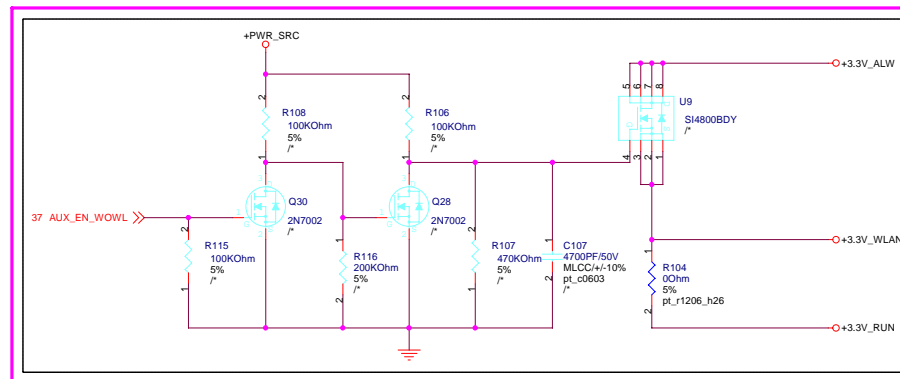 +PWR_SRC
+3.3V_ALW
5
6
7
8
U9
SI4800BDY
/*
4
3
2
1
2
R108
100KOhm
5%
/*
1
2
R106
100KOhm
5%
/*
1
Q30
2N7002
/*
Q28
2N7002
/*
37 AUX_EN_WOWL
2
R115
100KOhm
5%
/*
1
1
R116
200KOhm
5%
/*
2
1
R107
470KOhm
5%
/*
2
1
C107
4700PF/50V
MLCC/+/-10%
pt_c0603
/*
2
+3.3V_WLAN
1
R104
0Ohm
5%
pt_r1206_h26
2
+3.3V_RUN